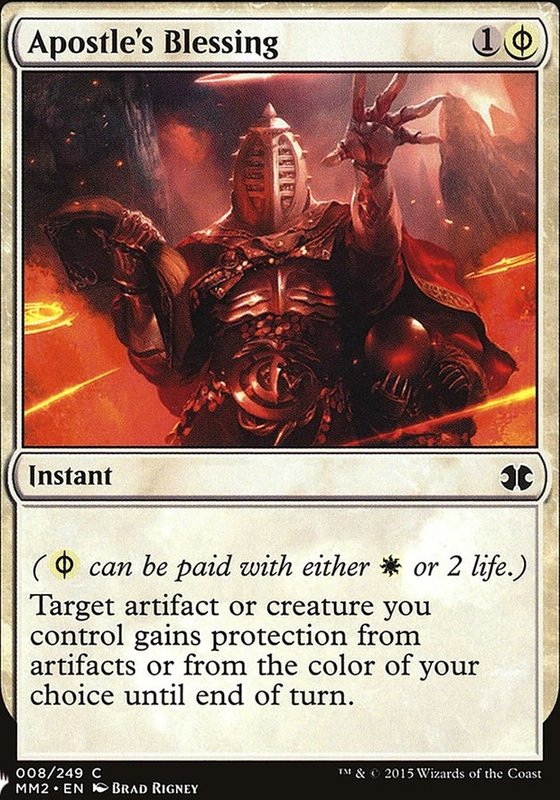 Apostle's Blessing 1
Instant
( can be paid with either or 2 life.)
Target artifact or creature you
control gains protection from
artifacts or from the color of your
choice until end of turn.
008/249 C
MM2 • EN Brad Rigney
™ & © 2015 Wizards of the Coast